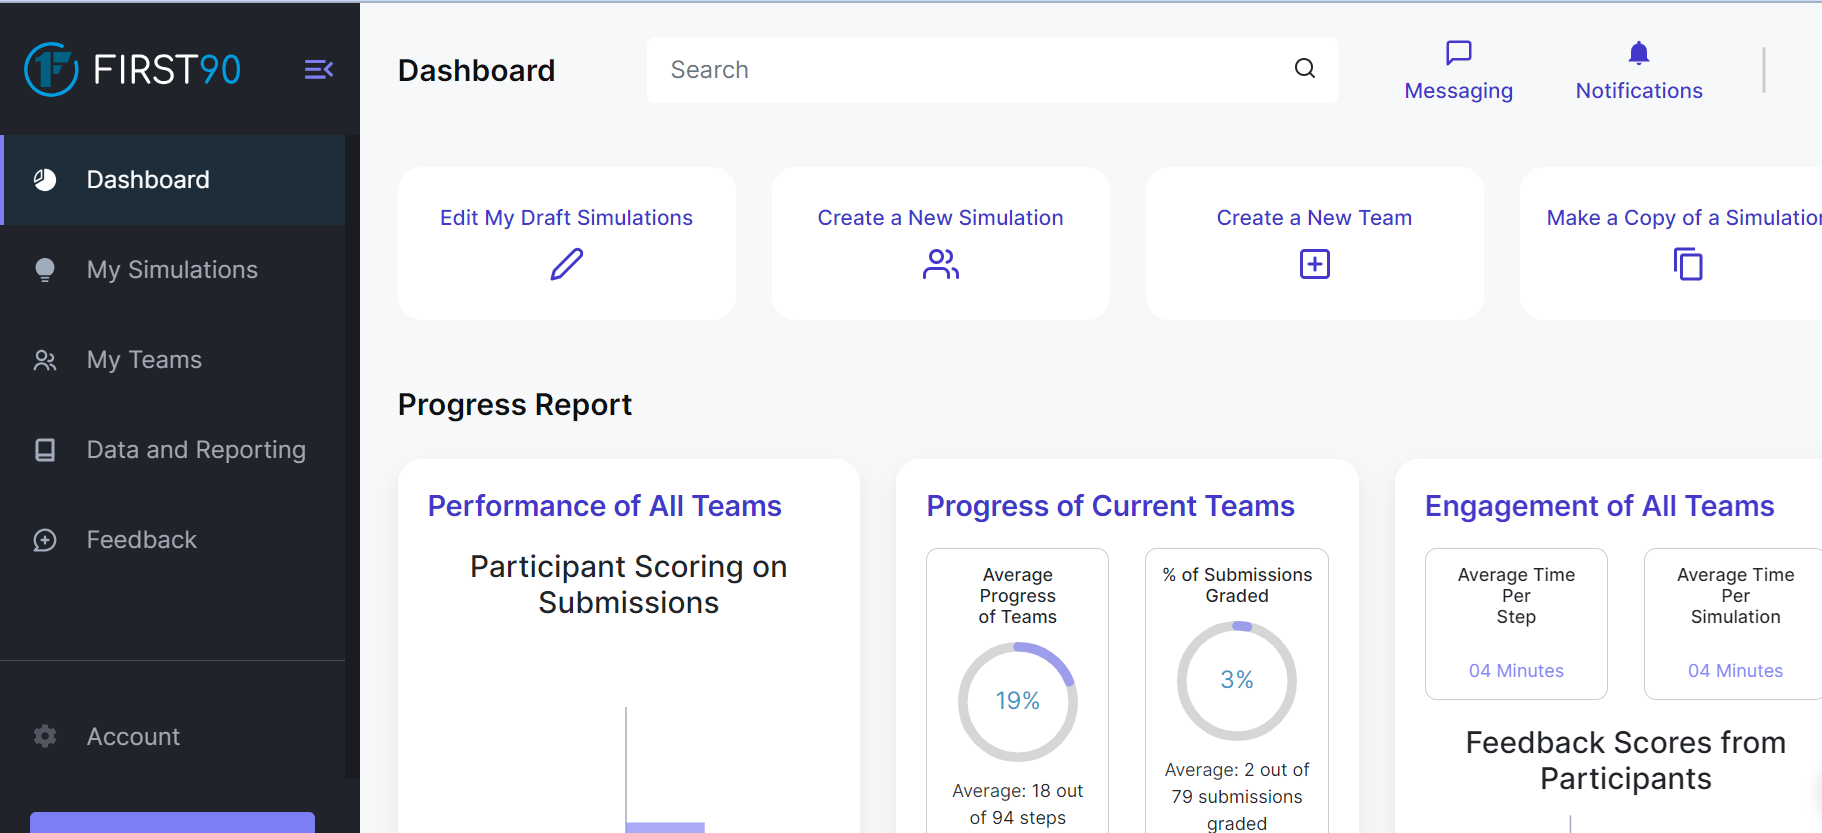 FIRST90
Dashboard
Search
Messaging
Notifications
Dashboard
My Simulations
My Teams
Data and Reporting
Feedback
Account
Edit My Draft Simulations
Create a New Simulation
Create a New Team
Make a Copy of a Simulation
Progress Report
Performance of All Teams
Participant Scoring on
Submissions
Progress of Current Teams
Average
Progress
of Teams
19%
Average: 18 out
of 94 steps
% of Submissions
Graded
3%
Average: 2 out of
79 submissions
graded
Engagement of All Teams
Average Time
Per
Step
04 Minutes
Average Time
Per
Simulation
04 Minutes
Feedback Scores from
Participants